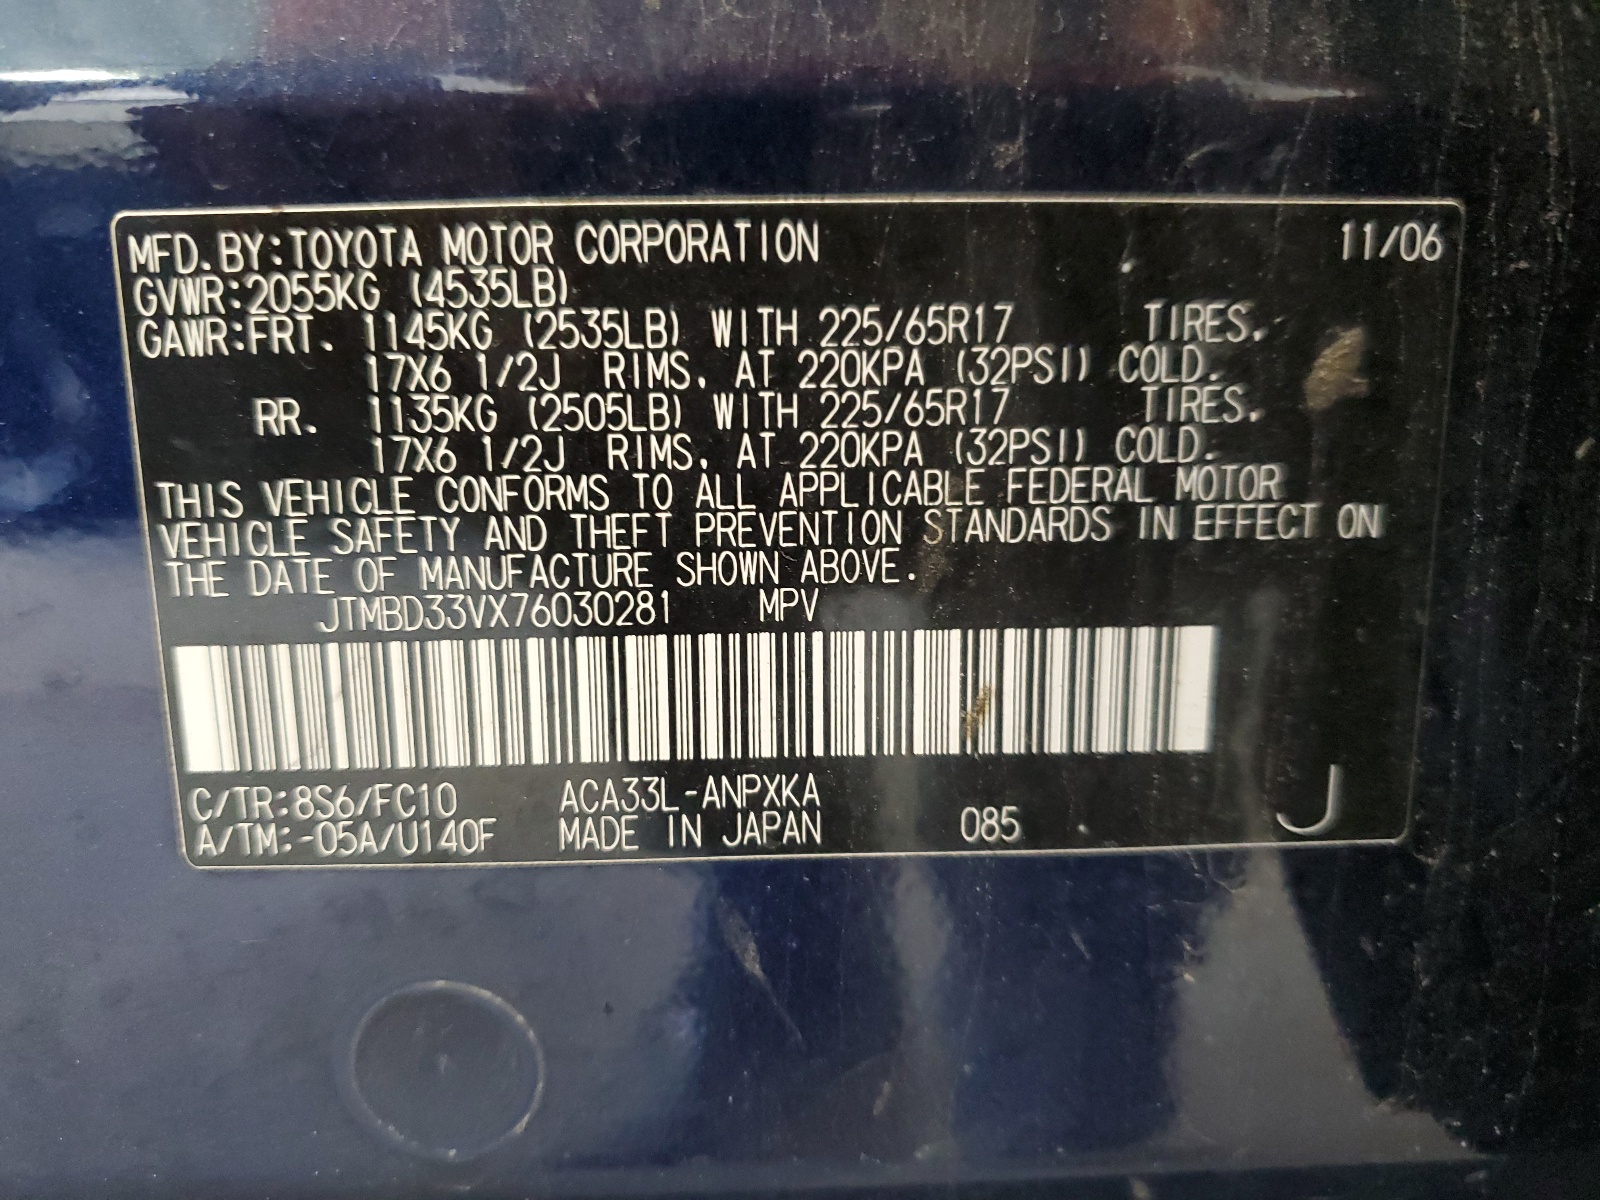 MFD.BY:TOYOTA MOTOR CORPORATION 11/06
GVWR:2055KG (4535LB)
GAWR:FRT. 1145KG (2535LB) WITH 225/65R17 TIRES.
17X6 1/2J RIMS. AT 220KPA (32PSI) COLD.
RR. 1135KG (2505LB) WITH 225/65R17 TIRES.
17X6 1/2J RIMS. AT 220KPA (32PSI) COLD.
THIS VEHICLE CONFORMS TO ALL APPLICABLE FEDERAL MOTOR
VEHICLE SAFETY AND THEFT PREVENTION STANDARDS IN EFFECT ON
THE DATE OF MANUFACTURE SHOWN ABOVE.
JTMBD33VX76030281 MPV
C/TR:8S6/FC10 ACA33L-ANPXKA
A/TM:-05A/U140F MADE IN JAPAN 085 J